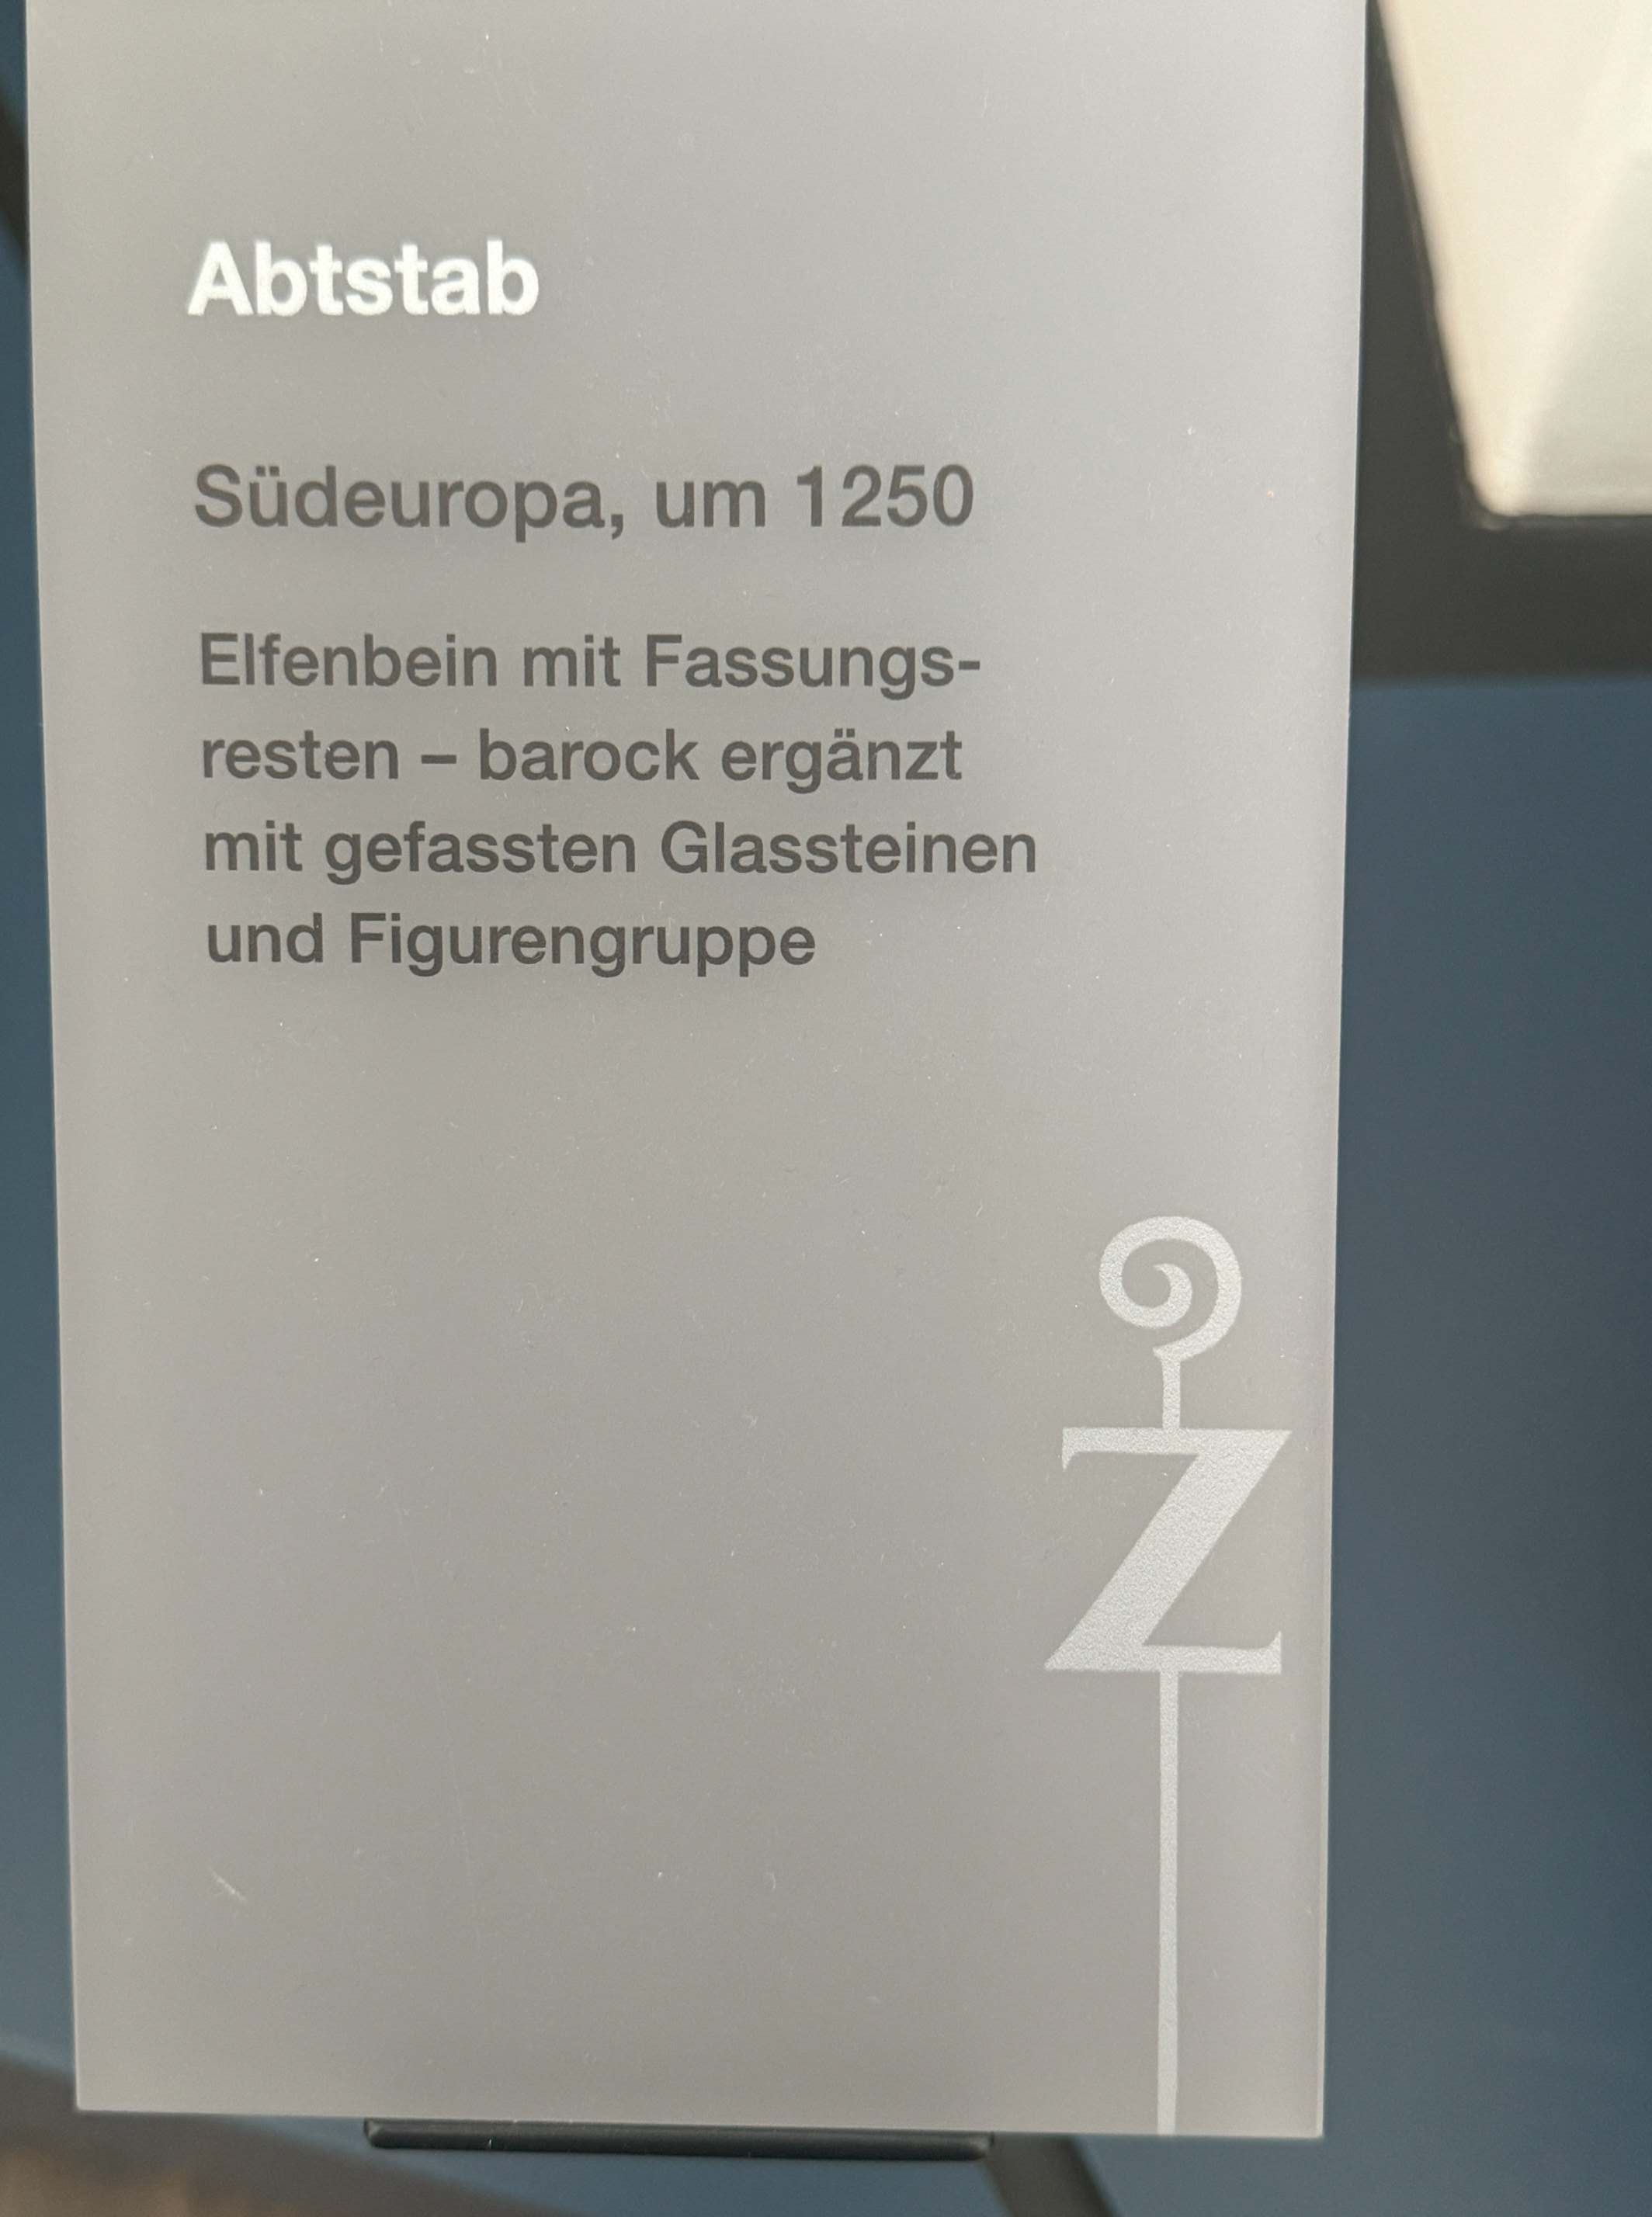 Abtstab
Südeuropa, um 1250
Elfenbein mit Fassungs-
resten – barock ergänzt
mit gefassten Glassteinen
und Figurengruppe
Z